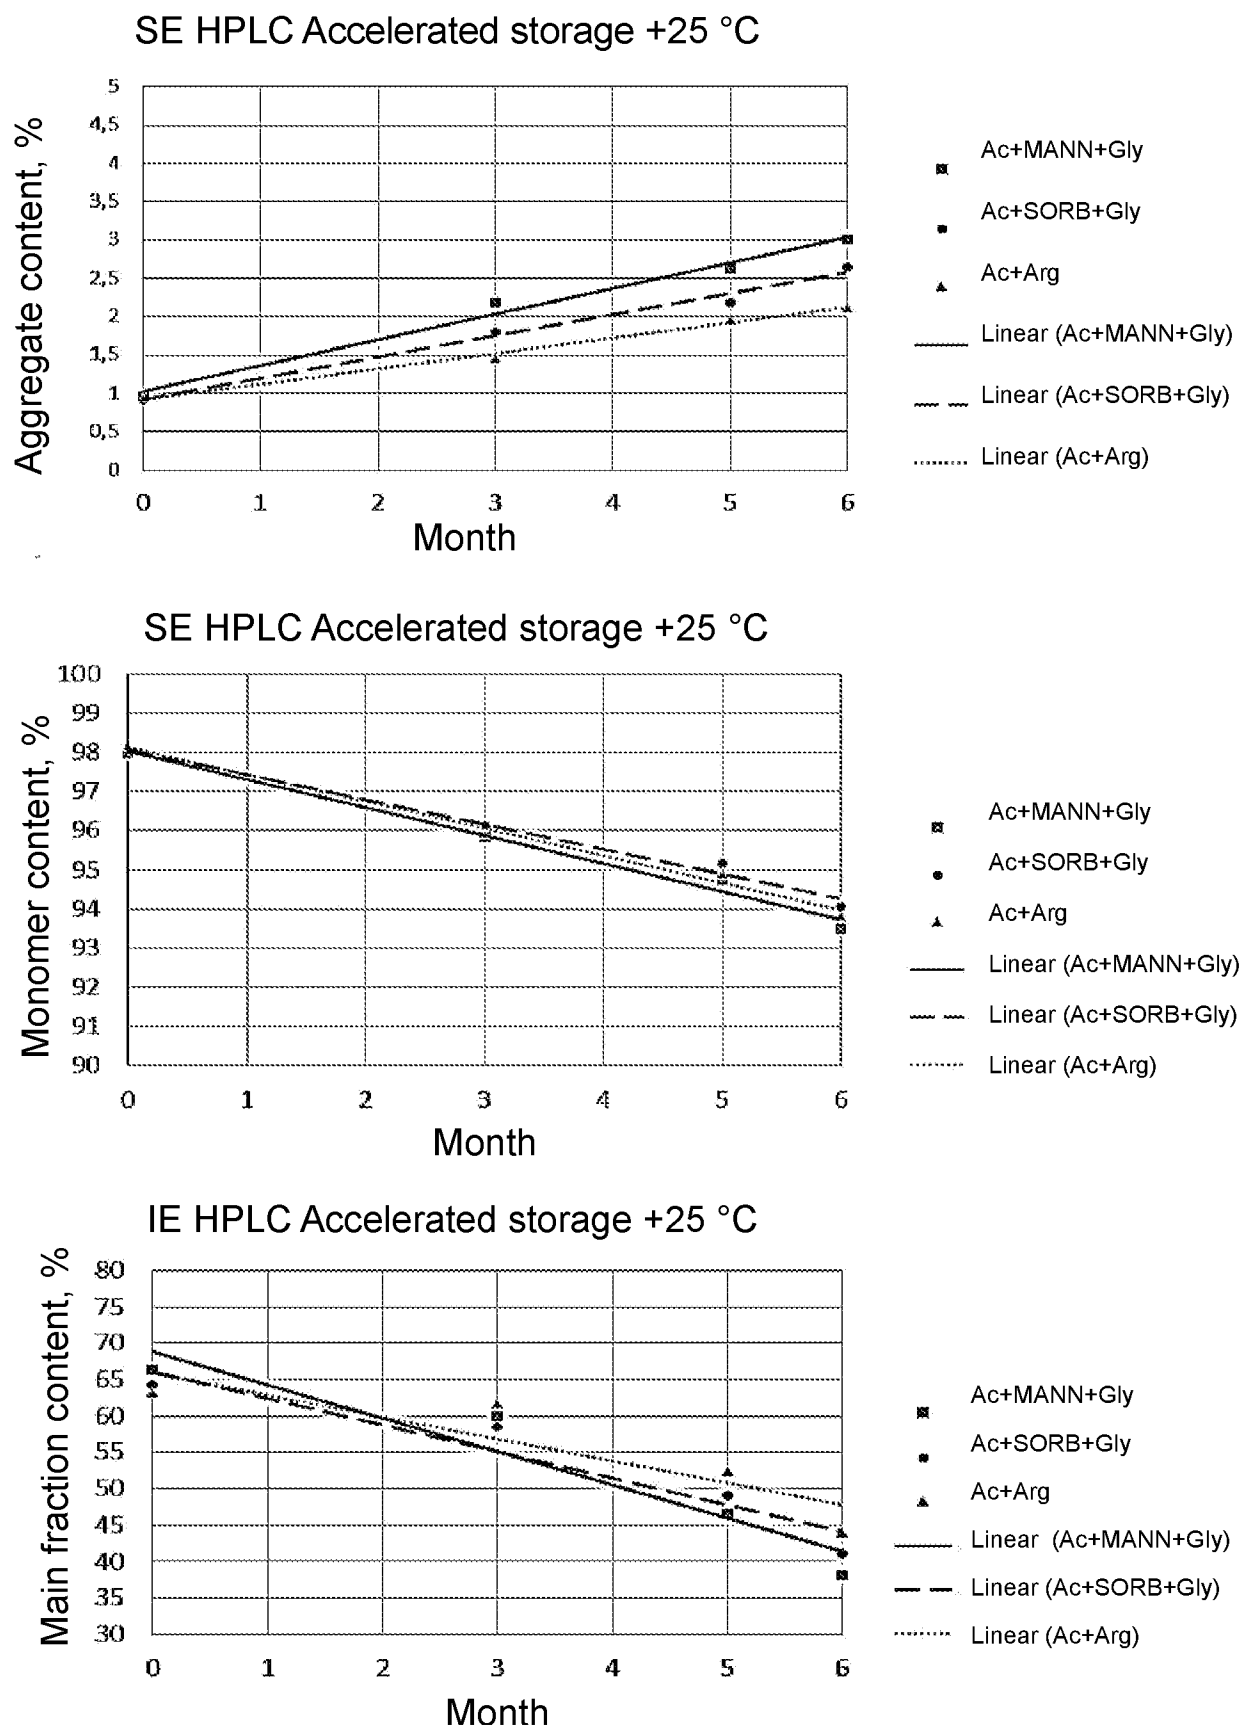 SE HPLC Accelerated storage +25 °C
Aggregate content, %
5
4,5
4
3,5
3
2,5
2
1,5
1
0,5
0
0 1 2 3 4 5 6
Month
Ac+MANN+Gly
Ac+SORB+Gly
Ac+Arg
Linear (Ac+MANN+Gly)
Linear (Ac+SORB+Gly)
Linear (Ac+Arg)
SE HPLC Accelerated storage +25 °C
Monomer content, %
100
99
98
97
96
95
94
93
92
91
90
0 1 2 3 4 5 6
Month
Ac+MANN+Gly
Ac+SORB+Gly
Ac+Arg
Linear (Ac+MANN+Gly)
Linear (Ac+SORB+Gly)
Linear (Ac+Arg)
IE HPLC Accelerated storage +25 °C
Main fraction content, %
80
75
70
65
60
55
50
45
40
35
30
0 1 2 3 4 5 6
Month
Ac+MANN+Gly
Ac+SORB+Gly
Ac+Arg
Linear (Ac+MANN+Gly)
Linear (Ac+SORB+Gly)
Linear (Ac+Arg)